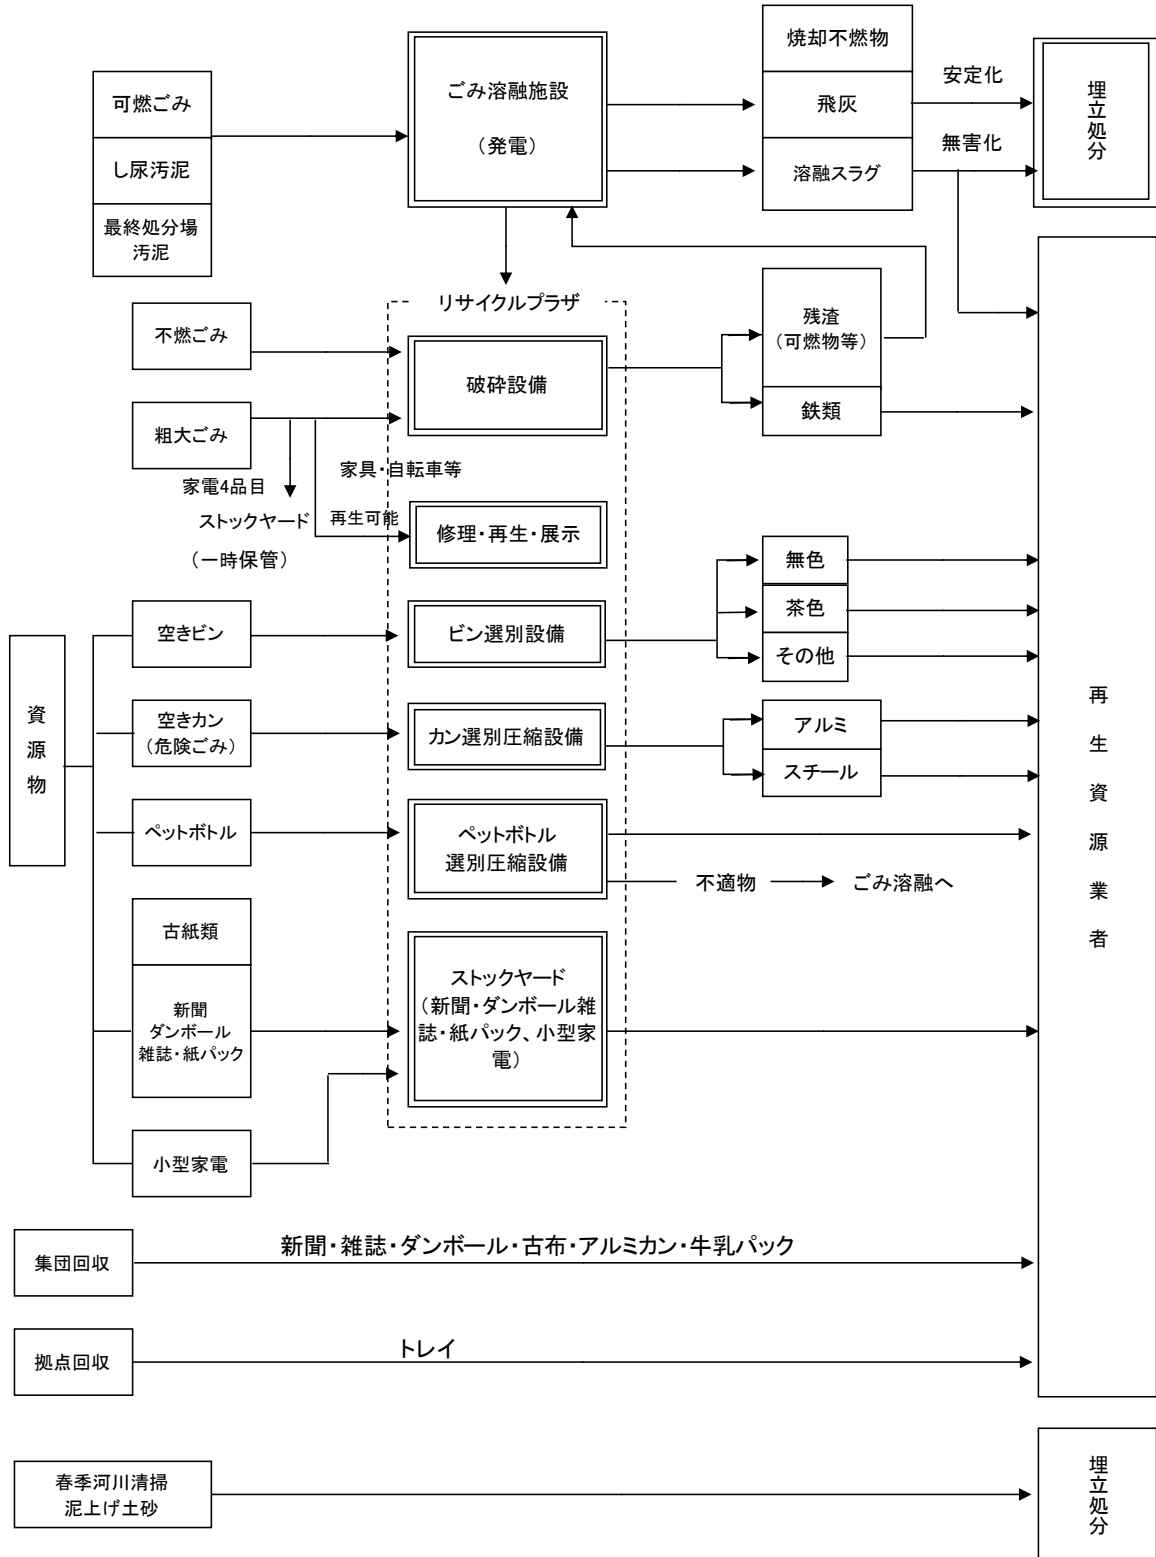 可燃ごみ
し尿汚泥
最終処分場
汚泥
ごみ溶融施設
（発電）
焼却不燃物
飛灰
溶融スラグ
安定化
無害化
埋立処分
リサイクルプラザ
不燃ごみ
粗大ごみ
破砕設備
残渣
（可燃物等）
鉄類
家電4品目
ストックヤード
（一時保管）
家具・自転車等
再生可能
修理・再生・展示
資源物
空きビン
ビン選別設備
無色
茶色
その他
空きカン
（危険ごみ）
カン選別圧縮設備
アルミ
スチール
ペットボトル
ペットボトル
選別圧縮設備
不適物
ごみ溶融へ
古紙類
新聞
ダンボール
雑誌・紙パック
ストックヤード
（新聞・ダンボール雑
誌・紙パック、小型家
電）
小型家電
再生資源業者
集団回収
新聞・雑誌・ダンボール・古布・アルミカン・牛乳パック
拠点回収
トレイ
春季河川清掃
泥上げ土砂
埋立処分